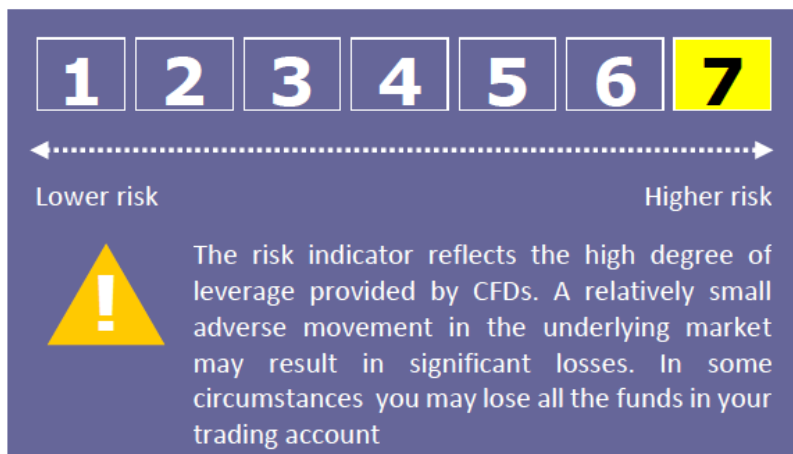 1 2 3 4 5 6 7
Lower risk Higher risk
!
The risk indicator reflects the high degree of
leverage provided by CFDs. A relatively small
adverse movement in the underlying market
may result in significant losses. In some
circumstances you may lose all the funds in your
trading account